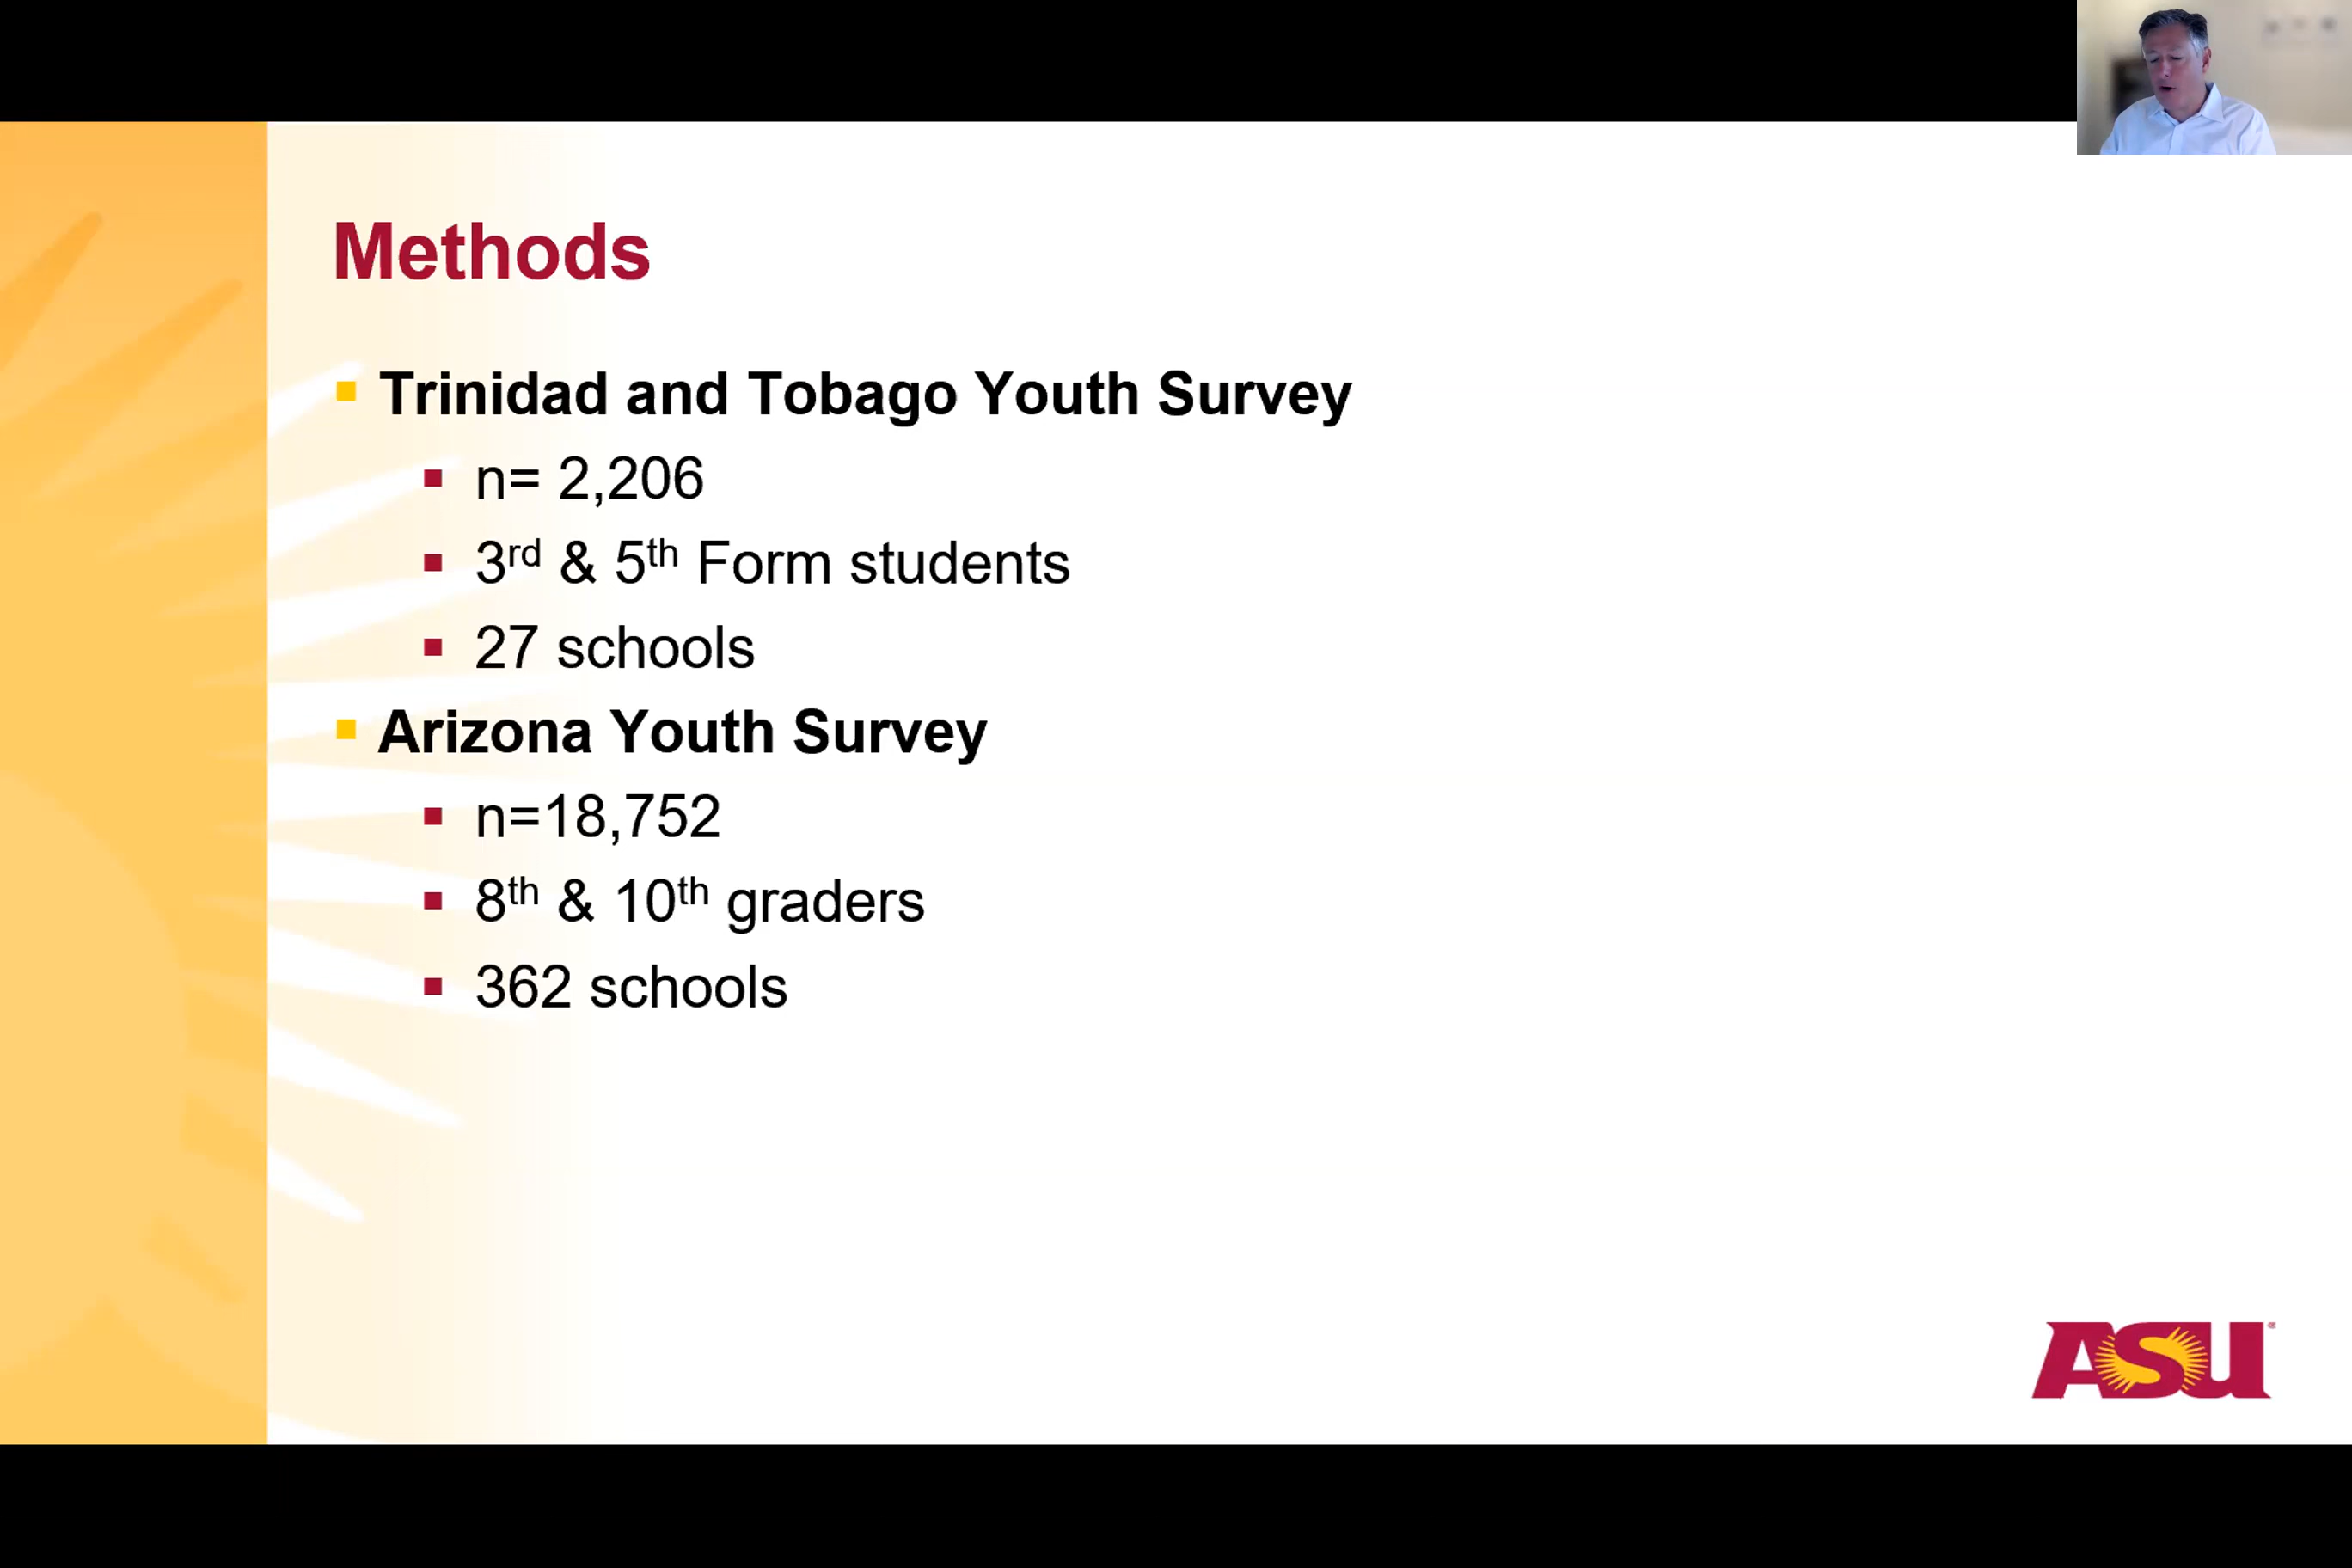 Methods
Trinidad and Tobago Youth Survey
n= 2,206
3rd & 5th Form students
27 schools
Arizona Youth Survey
n=18,752
8th & 10th graders
362 schools
ASU